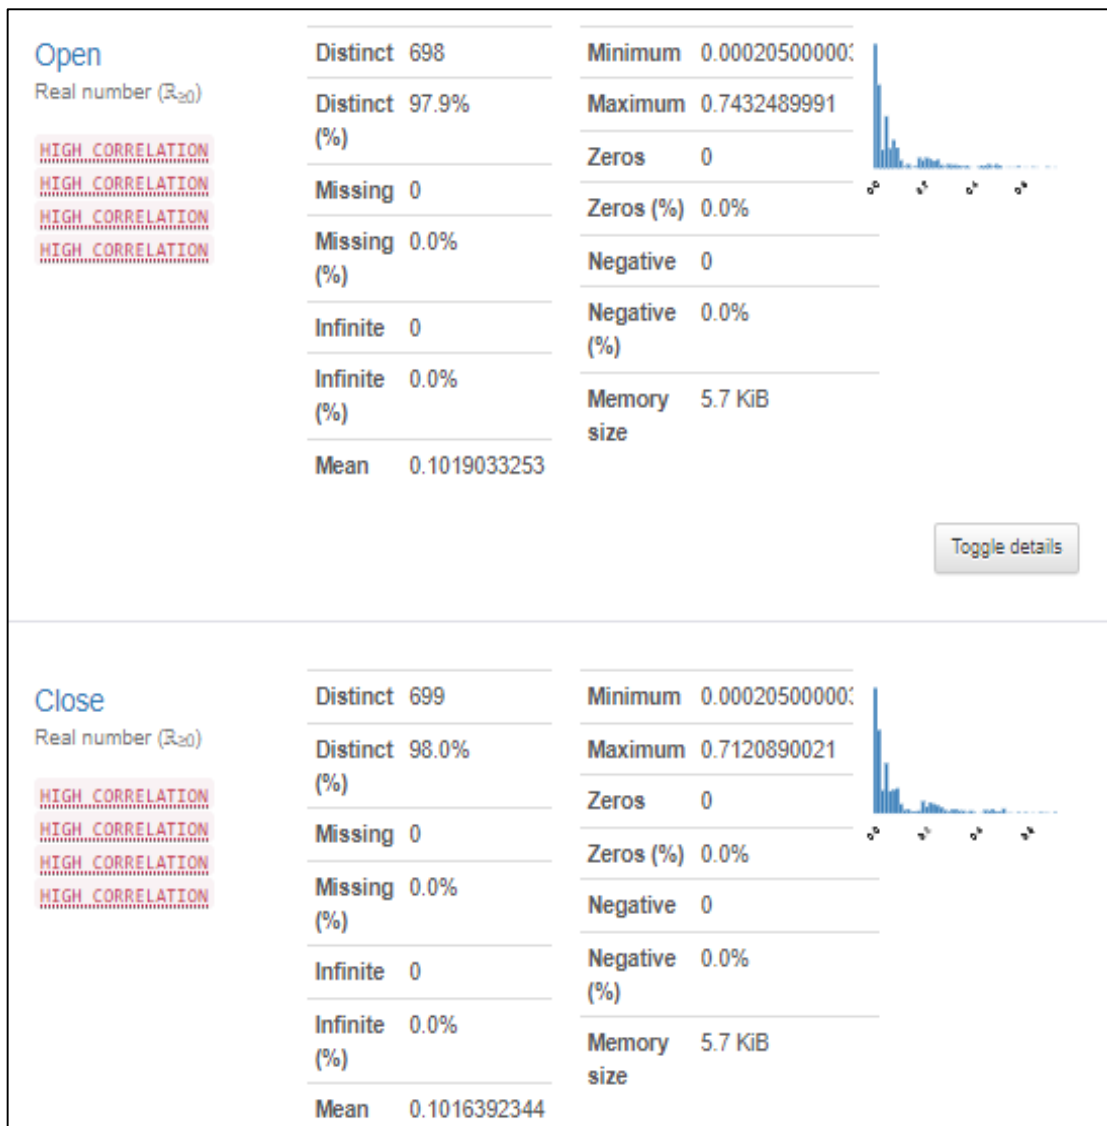 Open
Real number (ℝ≥0)
HIGH CORRELATION
HIGH CORRELATION
HIGH CORRELATION
HIGH CORRELATION
Distinct 698
Distinct (%) 97.9%
Missing 0
Missing (%) 0.0%
Infinite 0
Infinite (%) 0.0%
Mean 0.1019033253
Minimum 0.000205000003
Maximum 0.7432489991
Zeros 0
Zeros (%) 0.0%
Negative 0
Negative (%) 0.0%
Memory size 5.7 KiB
Toggle details
Close
Real number (ℝ≥0)
HIGH CORRELATION
HIGH CORRELATION
HIGH CORRELATION
HIGH CORRELATION
Distinct 699
Distinct (%) 98.0%
Missing 0
Missing (%) 0.0%
Infinite 0
Infinite (%) 0.0%
Mean 0.1016392344
Minimum 0.000205000003
Maximum 0.7120890021
Zeros 0
Zeros (%) 0.0%
Negative 0
Negative (%) 0.0%
Memory size 5.7 KiB